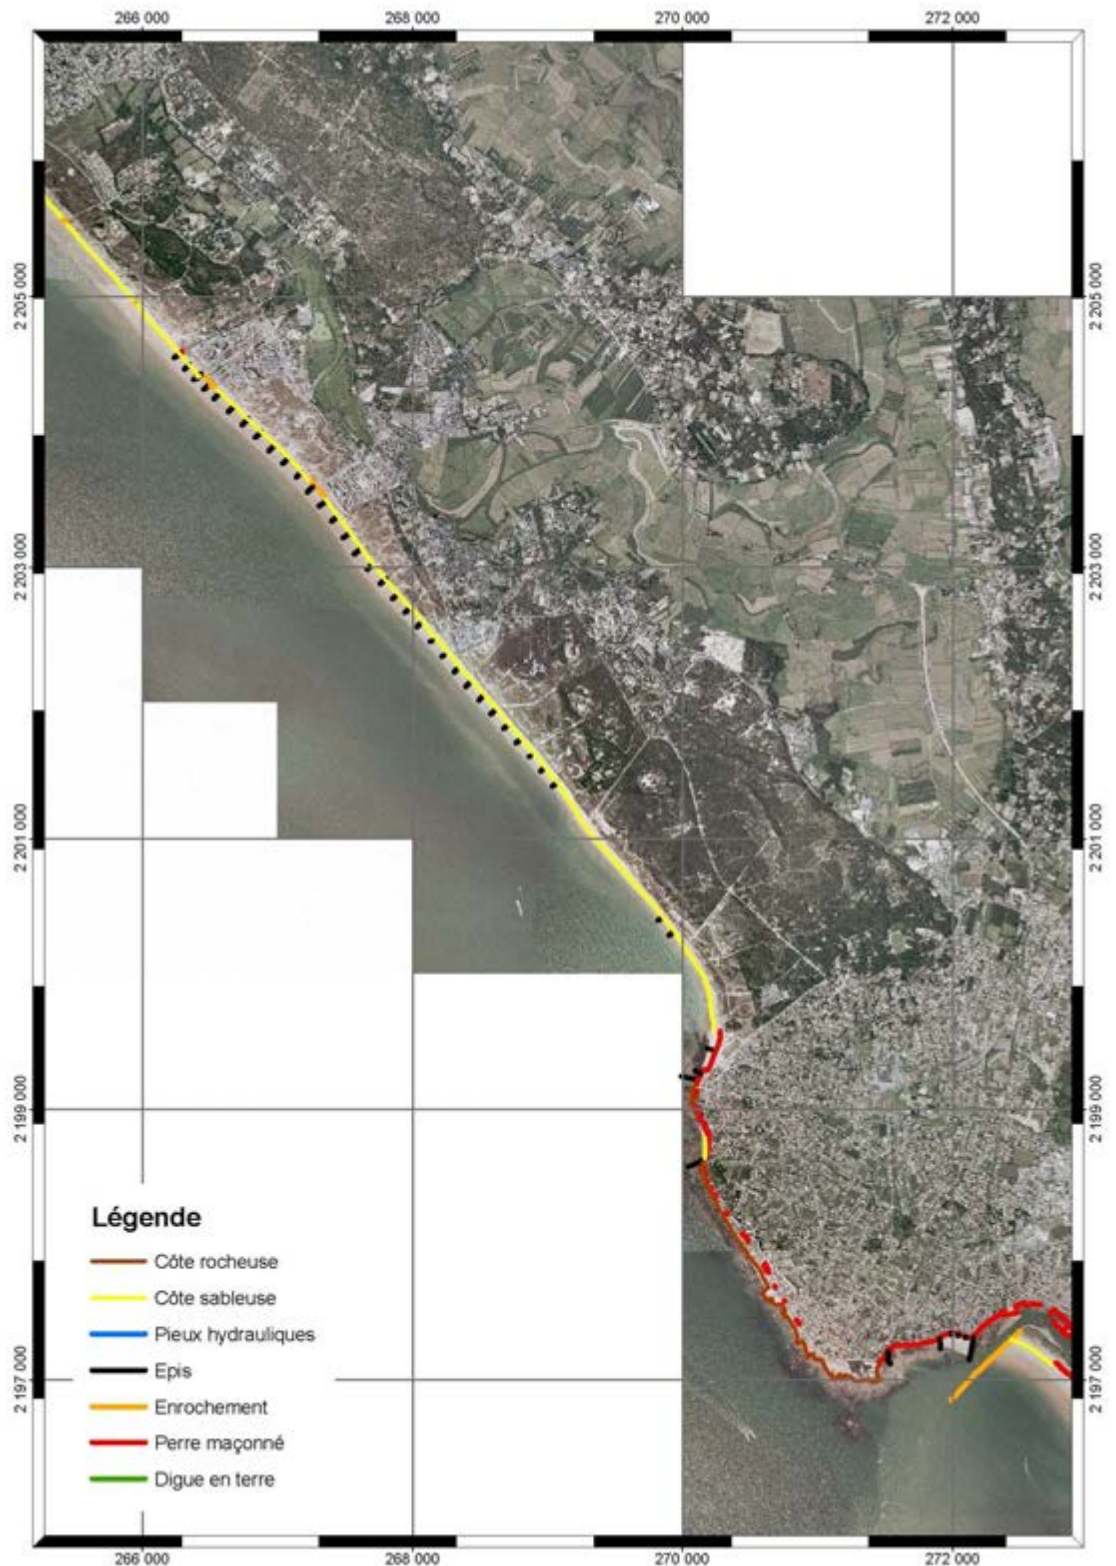 266 000 268 000 270 000 272 000
2 205 000 2 205 000
2 203 000 2 203 000
2 201 000 2 201 000
2 199 000 2 199 000
2 197 000 2 197 000
Légende
Côte rocheuse
Côte sableuse
Pieux hydrauliques
Epis
Enrochement
Perre maçonné
Digue en terre
266 000 268 000 270 000 272 000